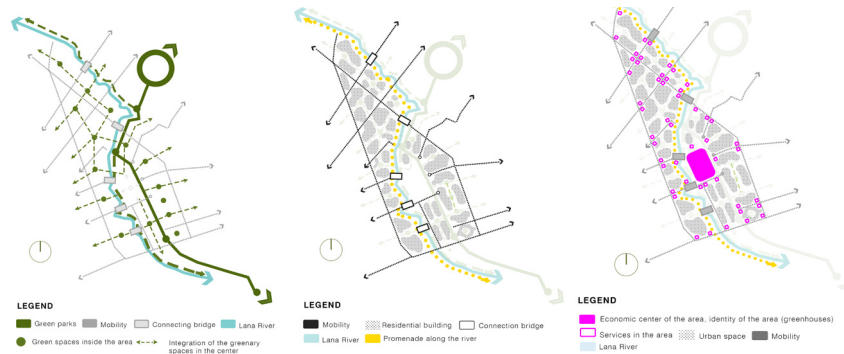 LEGEND
Green parks
Mobility
Connecting bridge
Lana River
Green spaces inside the area
Integration of the greenary
spaces in the center
LEGEND
Mobility
Residential building
Connection bridge
Lana River
Promenade along the river
LEGEND
Economic center of the area, identity of the area (greenhouses)
Services in the area
Urban space
Mobility
Lana River